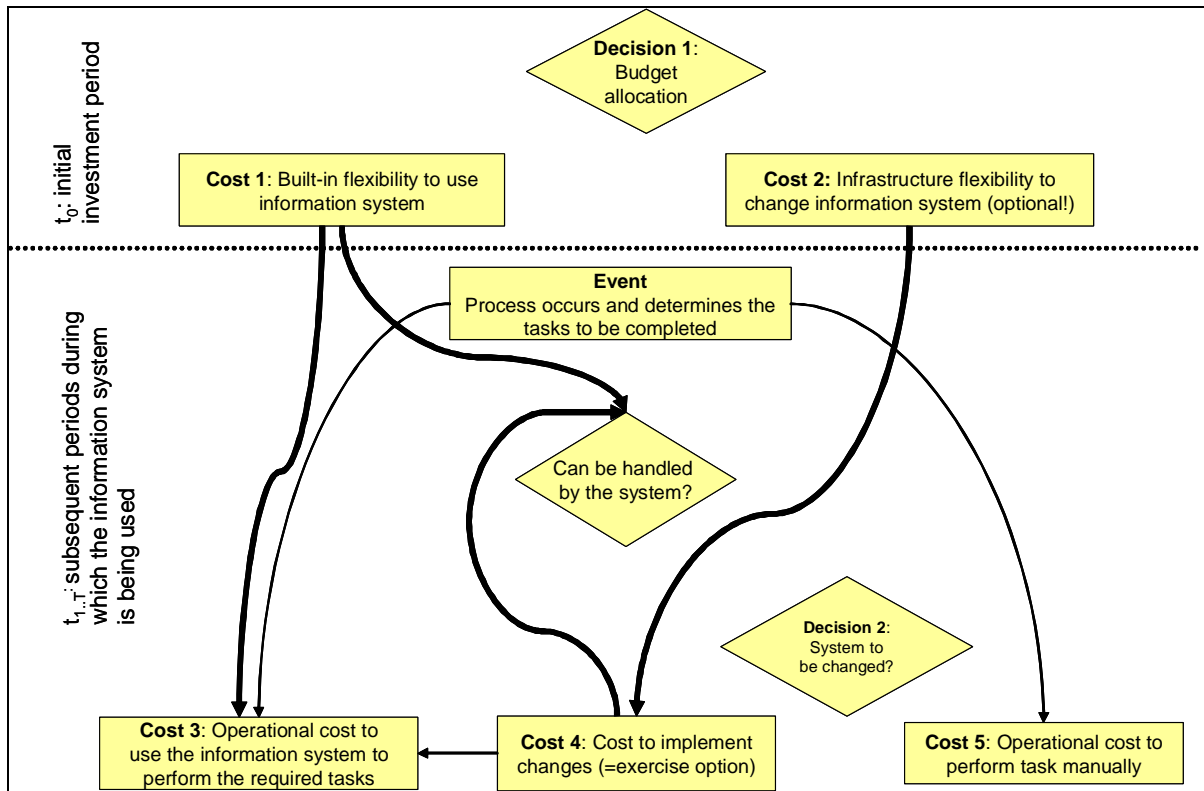 Decision 1:
Budget
allocation
t0: initial
investment period
Cost 1: Built-in flexibility to use
information system
Cost 2: Infrastructure flexibility to
change information system (optional!)
Event
Process occurs and determines the
tasks to be completed
t1..T: subsequent periods during
which the information system
is being used
Can be handled
by the system?
Decision 2:
System to
be changed?
Cost 3: Operational cost to
use the information system to
perform the required tasks
Cost 4: Cost to implement
changes (=exercise option)
Cost 5: Operational cost to
perform task manually